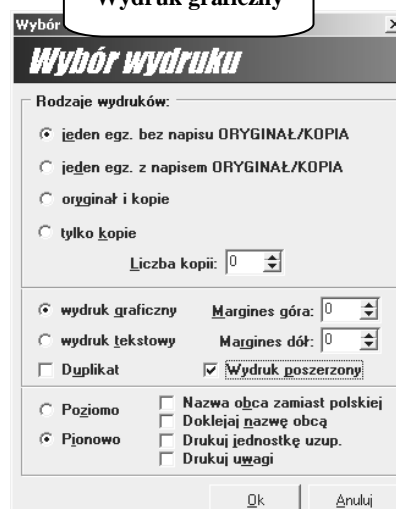 Wydruk graficzny
Wybór
Wybór wydruku
Rodzaje wydruków:
jeden egz. bez napisu ORYGINAŁ/KOPIA
jeden egz. z napisem ORYGINAŁ/KOPIA
oryginał i kopie
tylko kopie
Liczba kopii: 0
wydruk graficzny Margines góra: 0
wydruk tekstowy Margines dół: 0
Duplikat Wydruk poszerzony
Poziomo Nazwa obca zamiast polskiej
Doklejaj nazwę obcą
Pionowo Drukuj jednostkę uzup.
Drukuj uwagi
Ok Anuluj